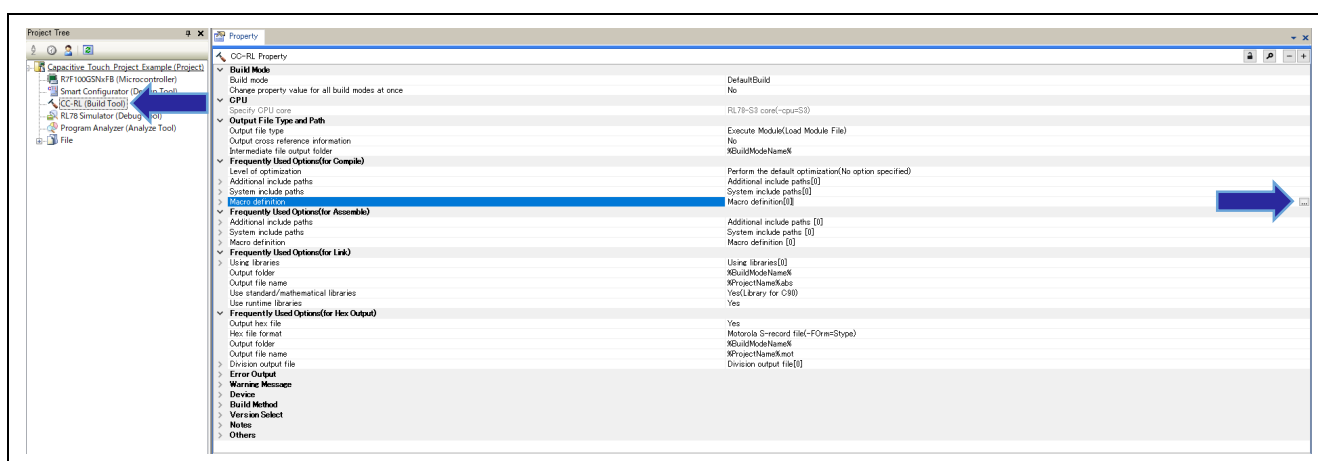 Project Tree
Property
CC-RL Property
Capacitive Touch Project Example (Project)
R7F100GSNxFB (Microcontroller)
Smart Configurator (De Tool)
CC-RL (Build Tool)
RL78 Simulator (Debug Tool)
Program Analyzer (Analyze Tool)
File
Build Mode
Build mode DefaultBuild
Change property value for all build modes at once No
CPU
Specify CPU core RL78-S3 core(-cpu=S3)
Output File Type and Path
Output file type Execute Module(Load Module File)
Output cross reference information No
Intermediate file output folder %BuildModeName%
Frequently Used Options(for Compile)
Level of optimization Perform the default optimization(No option specified)
Additional include paths Additional include paths[0]
System include paths System include paths[0]
Macro definition Macro definition[0]
Frequently Used Options(for Assemble)
Additional include paths Additional include paths [0]
System include paths System include paths [0]
Macro definition Macro definition [0]
Frequently Used Options(for Link)
Using libraries Using libraries[0]
Output folder %BuildModeName%
Output file name %ProjectName%.abs
Use standard/mathematical libraries Yes(Library for C90)
Use runtime libraries Yes
Frequently Used Options(for Hex Output)
Output hex file Yes
Hex file format Motorola S-record file(-FOrm=Stype)
Output folder %BuildModeName%
Output file name %ProjectName%.mot
Division output file Division output file[0]
Error Output
Warning Message
Device
Build Method
Version Select
Notes
Others